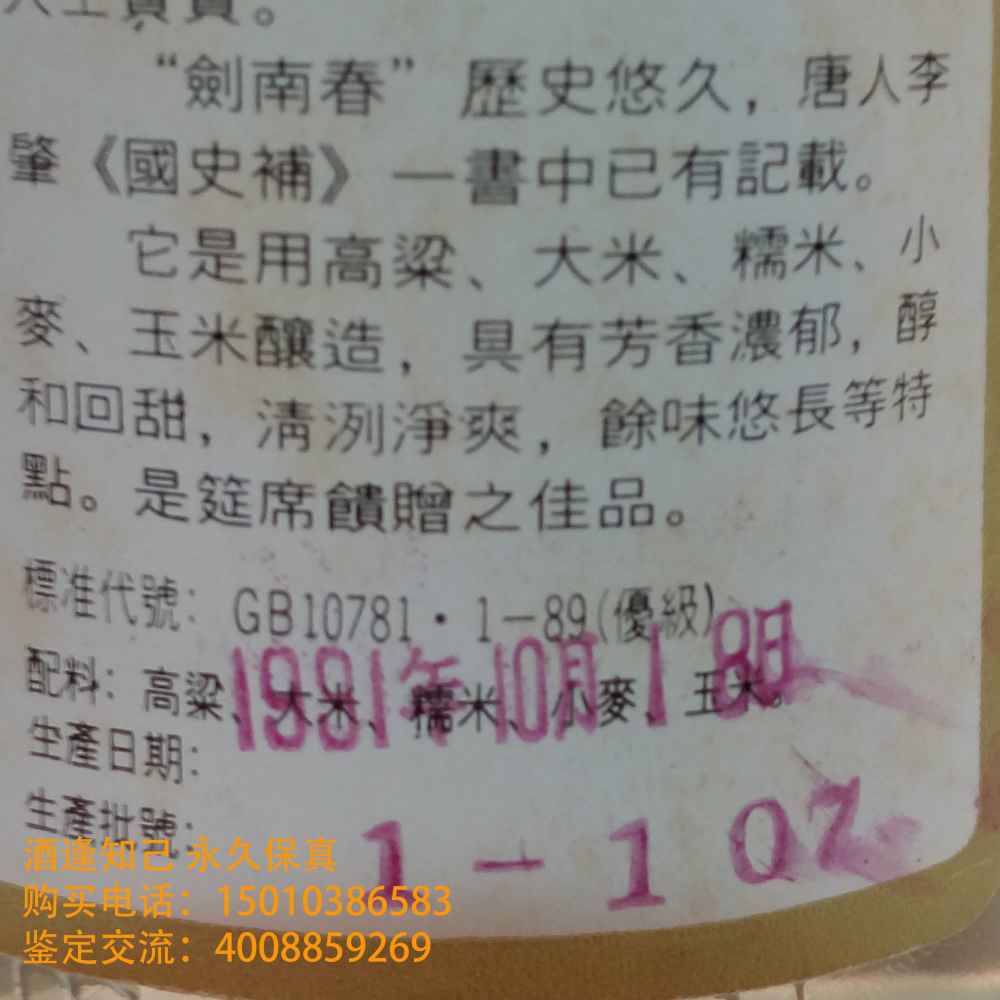 “劍南春”歷史悠久，唐人李
肇《國史補》一書中已有記載。
它是用高粱、大米、糯米、小
麥、玉米釀造，具有芳香濃郁，醇
和回甜，淸洌淨爽，餘味悠長等特
點。是筵席饋贈之佳品。
標准代號：GB10781·1—89(優級)
配料：高粱、大米、糯米、小麥、玉米。
1991年10月18日
生產日期：
生產批號：
1－107
酒逢知己 永久保真
购买电话：15010386583
鉴定交流：4008859269